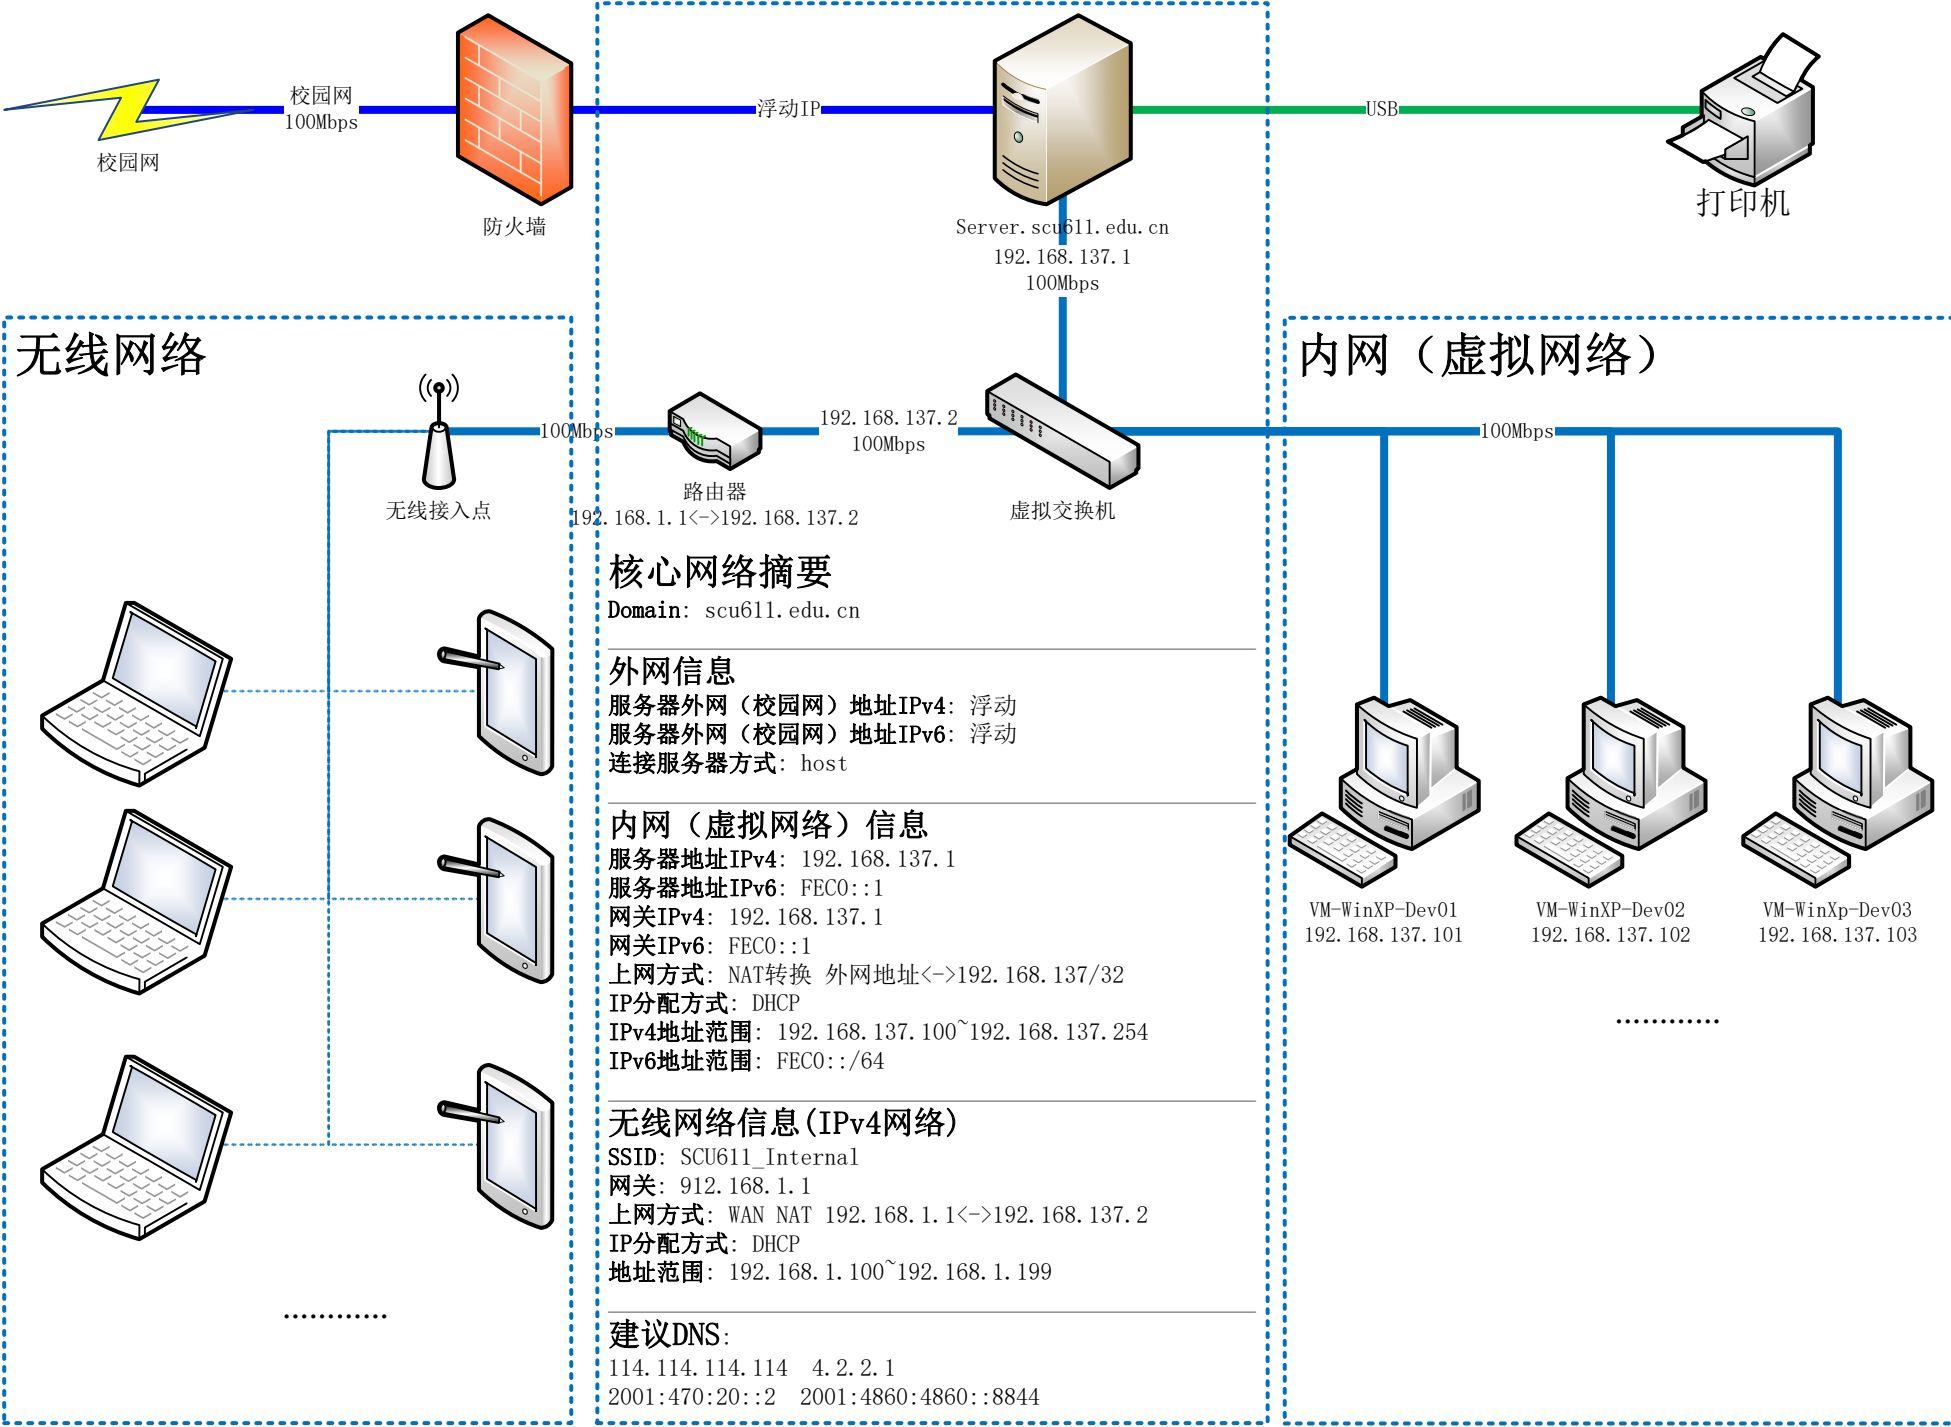 校园网
100Mbps
浮动IP
USB
校园网
防火墙
Server.scu611.edu.cn
192.168.137.1
100Mbps
打印机
无线网络
100Mbps
192.168.137.2
100Mbps
无线接入点
路由器
192.168.1.1<->192.168.137.2
虚拟交换机
核心网络摘要
Domain: scu611.edu.cn
外网信息
服务器外网（校园网）地址IPv4: 浮动
服务器外网（校园网）地址IPv6: 浮动
连接服务器方式: host
内网（虚拟网络）信息
服务器地址IPv4: 192.168.137.1
服务器地址IPv6: FEC0::1
网关IPv4: 192.168.137.1
网关IPv6: FEC0::1
上网方式: NAT转换 外网地址<->192.168.137/32
IP分配方式: DHCP
IPv4地址范围: 192.168.137.100~192.168.137.254
IPv6地址范围: FEC0::/64
无线网络信息(IPv4网络)
SSID: SCU611_Internal
网关: 912.168.1.1
上网方式: WAN NAT 192.168.1.1<->192.168.137.2
IP分配方式: DHCP
地址范围: 192.168.1.100~192.168.1.199
建议DNS:
114.114.114.114 4.2.2.1
2001:470:20::2 2001:4860:4860::8844
............
内网（虚拟网络）
100Mbps
VM-WinXP-Dev01
192.168.137.101
VM-WinXP-Dev02
192.168.137.102
VM-WinXp-Dev03
192.168.137.103
............